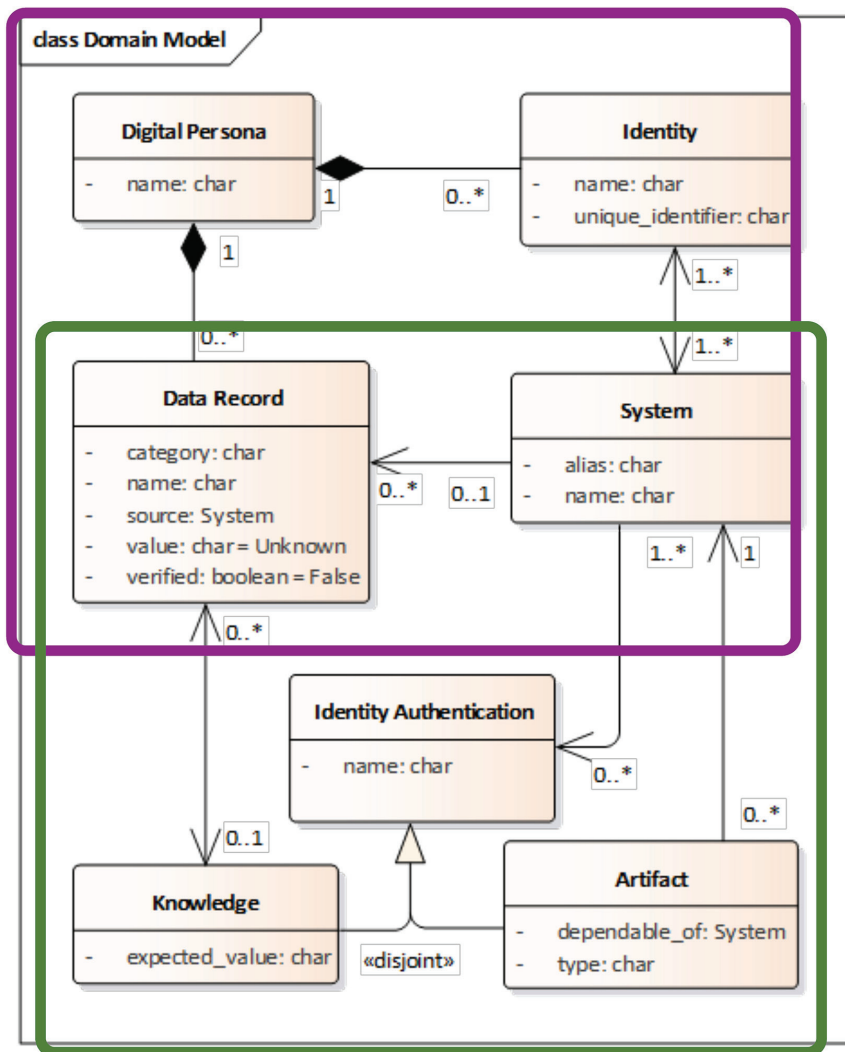 class Domain Model
Digital Persona
- name: char
Identity
- name: char
- unique_identifier: char
1
0..*
1
0..*
1..*
1..*
Data Record
- category: char
- name: char
- source: System
- value: char = Unknown
- verified: boolean = False
System
- alias: char
- name: char
0..*
0..1
1..*
1
0..*
Identity Authentication
- name: char
0..*
0..*
0..1
Knowledge
- expected_value: char
«disjoint»
Artifact
- dependable_of: System
- type: char